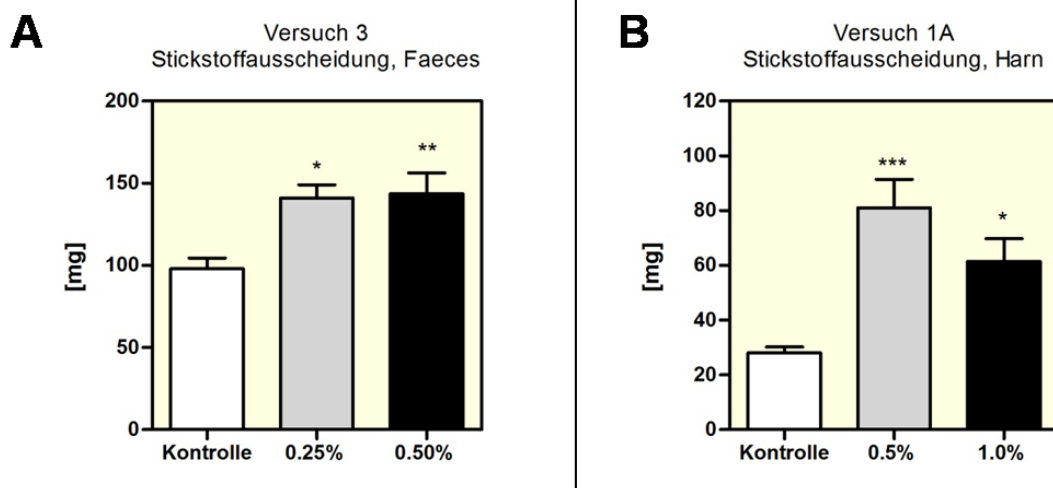 A
Versuch 3
Stickstoffausscheidung, Faeces
200
150
100
50
0
[mg]
*
**
Kontrolle 0.25% 0.50%
B
Versuch 1A
Stickstoffausscheidung, Harn
120
100
80
60
40
20
0
[mg]
***
*
Kontrolle 0.5% 1.0%